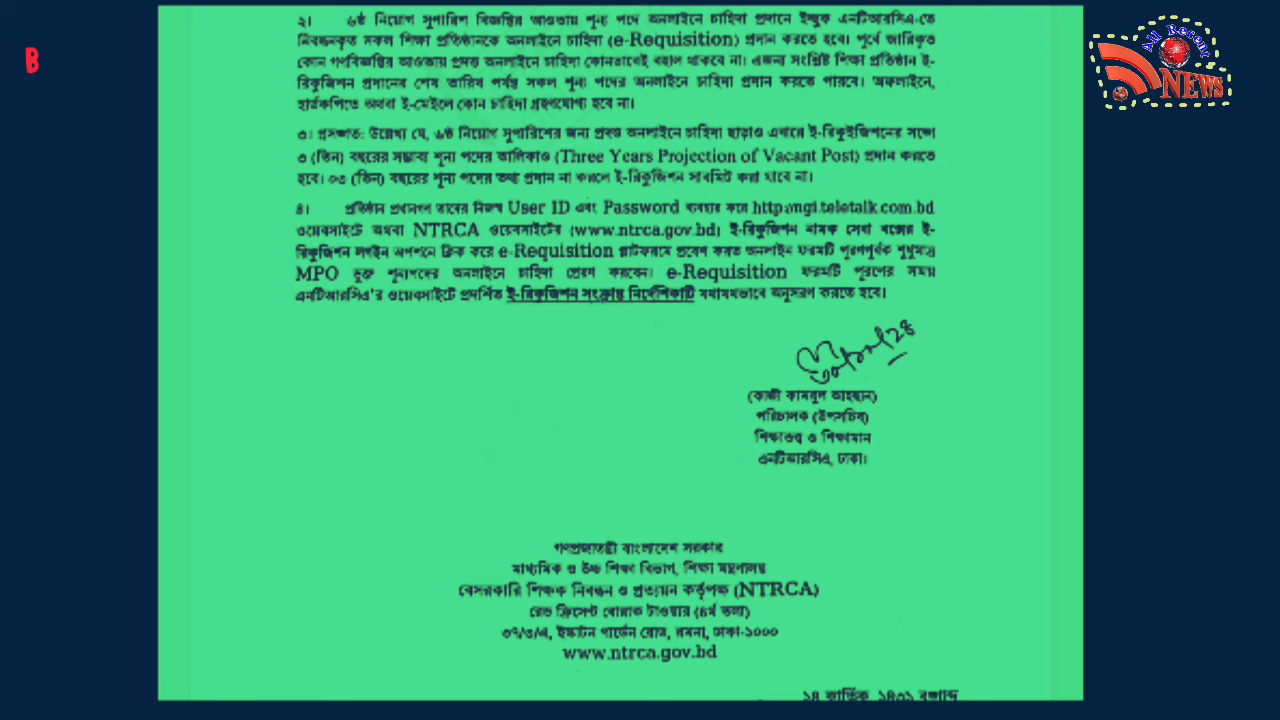 B
All Recent
NEWS
২। ৬ষ্ঠ নিয়োগ সুপারিশ বিজ্ঞপ্তির আওতায় শূন্য পদে অনলাইনে চাহিদা প্রদানে ইচ্ছুক এনটিআরসিএ-তে
নিবন্ধনকৃত সকল শিক্ষা প্রতিষ্ঠানকে অনলাইনে চাহিদা (e-Requisition) প্রদান করতে হবে। পূর্বে জারিকৃত
কোন গণবিজ্ঞপ্তির আওতায় প্রদত্ত অনলাইনে চাহিদা কোনভাবেই বহাল থাকবে না। এজন্য সংশ্লিষ্ট শিক্ষা প্রতিষ্ঠান ই-
রিকুজিশন প্রদানের শেষ তারিখ পর্যন্ত সকল শূন্য পদের অনলাইনে চাহিদা প্রদান করতে পারবে। অফলাইনে,
হার্ডকপিতে অথবা ই-মেইলে কোন চাহিদা গ্রহণযোগ্য হবে না।
৩। প্রসঙ্গত: উল্লেখ্য যে, ৬ষ্ঠ নিয়োগ সুপারিশের জন্য প্রদত্ত অনলাইনে চাহিদা ছাড়াও এবারে ই-রিকুইজিশনের সঙ্গে
৩ (তিন) বছরের সম্ভাব্য শূন্য পদের তালিকাও (Three Years Projection of Vacant Post) প্রদান করতে
হবে। ০৩ (তিন) বছরের শূন্য পদের তথ্য প্রদান না করলে ই-রিকুজিশন সাবমিট করা যাবে না।
৪। প্রতিষ্ঠান প্রধানগণ তাদের নিজস্ব User ID এবং Password ব্যবহার করে http:ngi.teletalk.com.bd
ওয়েবসাইটে অথবা NTRCA ওয়েবসাইটের (www.ntrca.gov.bd) ই-রিকুজিশন নামক সেবা বক্সের ই-
রিকুজিশন লগইন অপশনে ক্লিক করে e-Requisition প্লাটফরমে প্রবেশ করত অনলাইন ফরমটি পূরণপূর্বক শুধুমাত্র
MPO ভুক্ত শূন্যপদের অনলাইনে চাহিদা প্রেরণ করবেন। e-Requisition ফরমটি পূরণের সময়
এনটিআরসিএ'র ওয়েবসাইটে প্রদর্শিত ই-রিকুজিশন সংক্রান্ত নির্দেশিকাটি যথাযথভাবে অনুসরণ করতে হবে।
(কাজী কামরুল আহছান)
পরিচালক (উপসচিব)
শিক্ষাতত্ত্ব ও শিক্ষামান
এনটিআরসিএ, ঢাকা।
গণপ্রজাতন্ত্রী বাংলাদেশ সরকার
মাধ্যমিক ও উচ্চ শিক্ষা বিভাগ, শিক্ষা মন্ত্রণালয়
বেসরকারি শিক্ষক নিবন্ধন ও প্রত্যয়ন কর্তৃপক্ষ (NTRCA)
রেড ক্রিসেন্ট বোরাক টাওয়ার (৪র্থ তলা)
৩৭/৩/এ, ইস্কাটন গার্ডেন রোড, রমনা, ঢাকা-১০০০
www.ntrca.gov.bd
১৪ কার্তিক, ১৪৩১ বঙ্গাব্দ